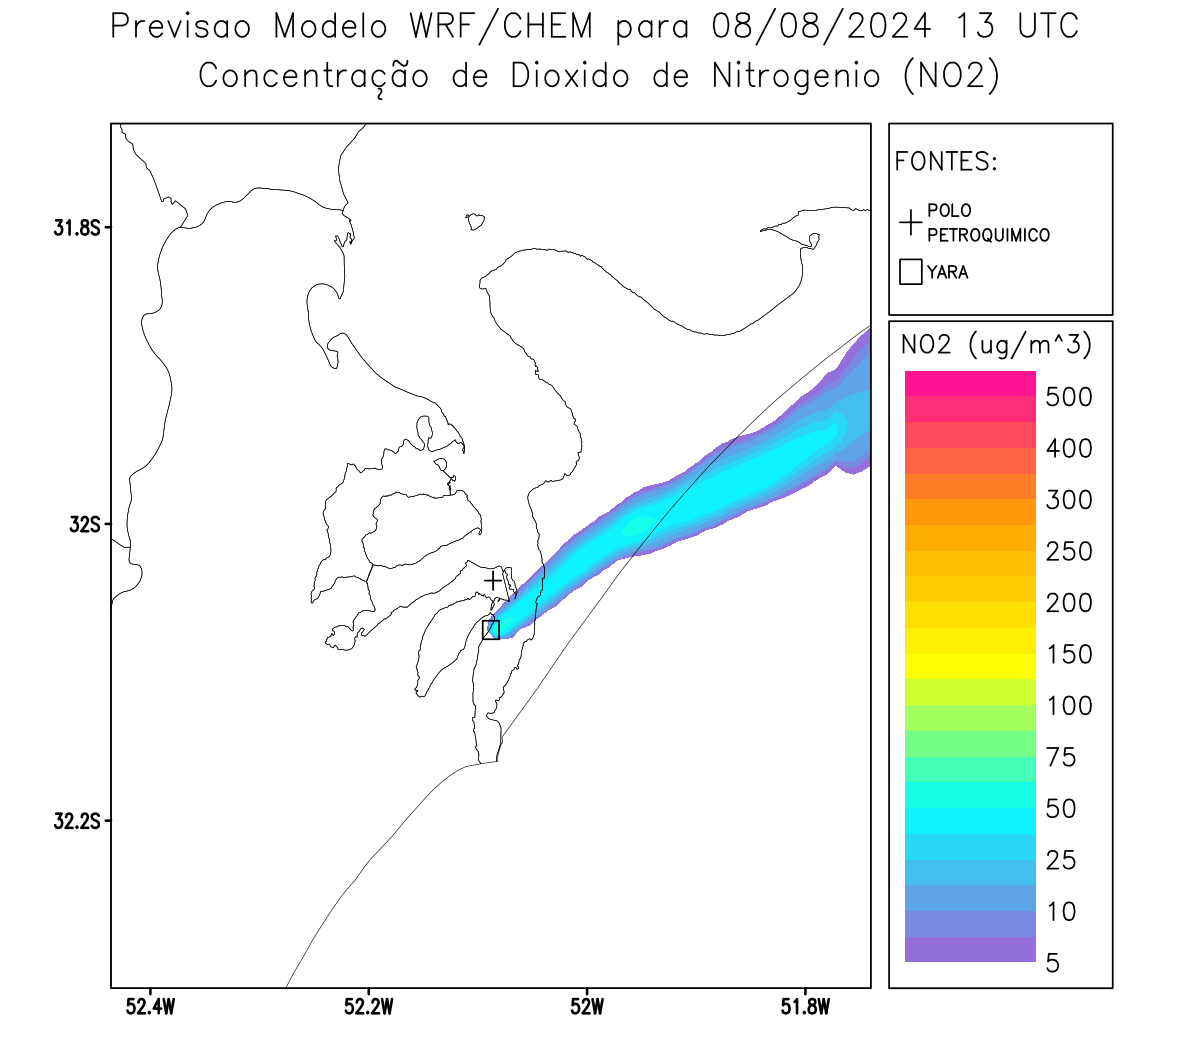 Previsao Modelo WRF/CHEM para 08/08/2024 13 UTC
Concentração de Dioxido de Nitrogenio (NO2)
FONTES:
POLO
PETROQUIMICO
YARA
NO2 (ug/m^3)
500
400
300
250
200
150
100
75
50
25
10
5
31.8S
32S
32.2S
52.4W
52.2W
52W
51.8W